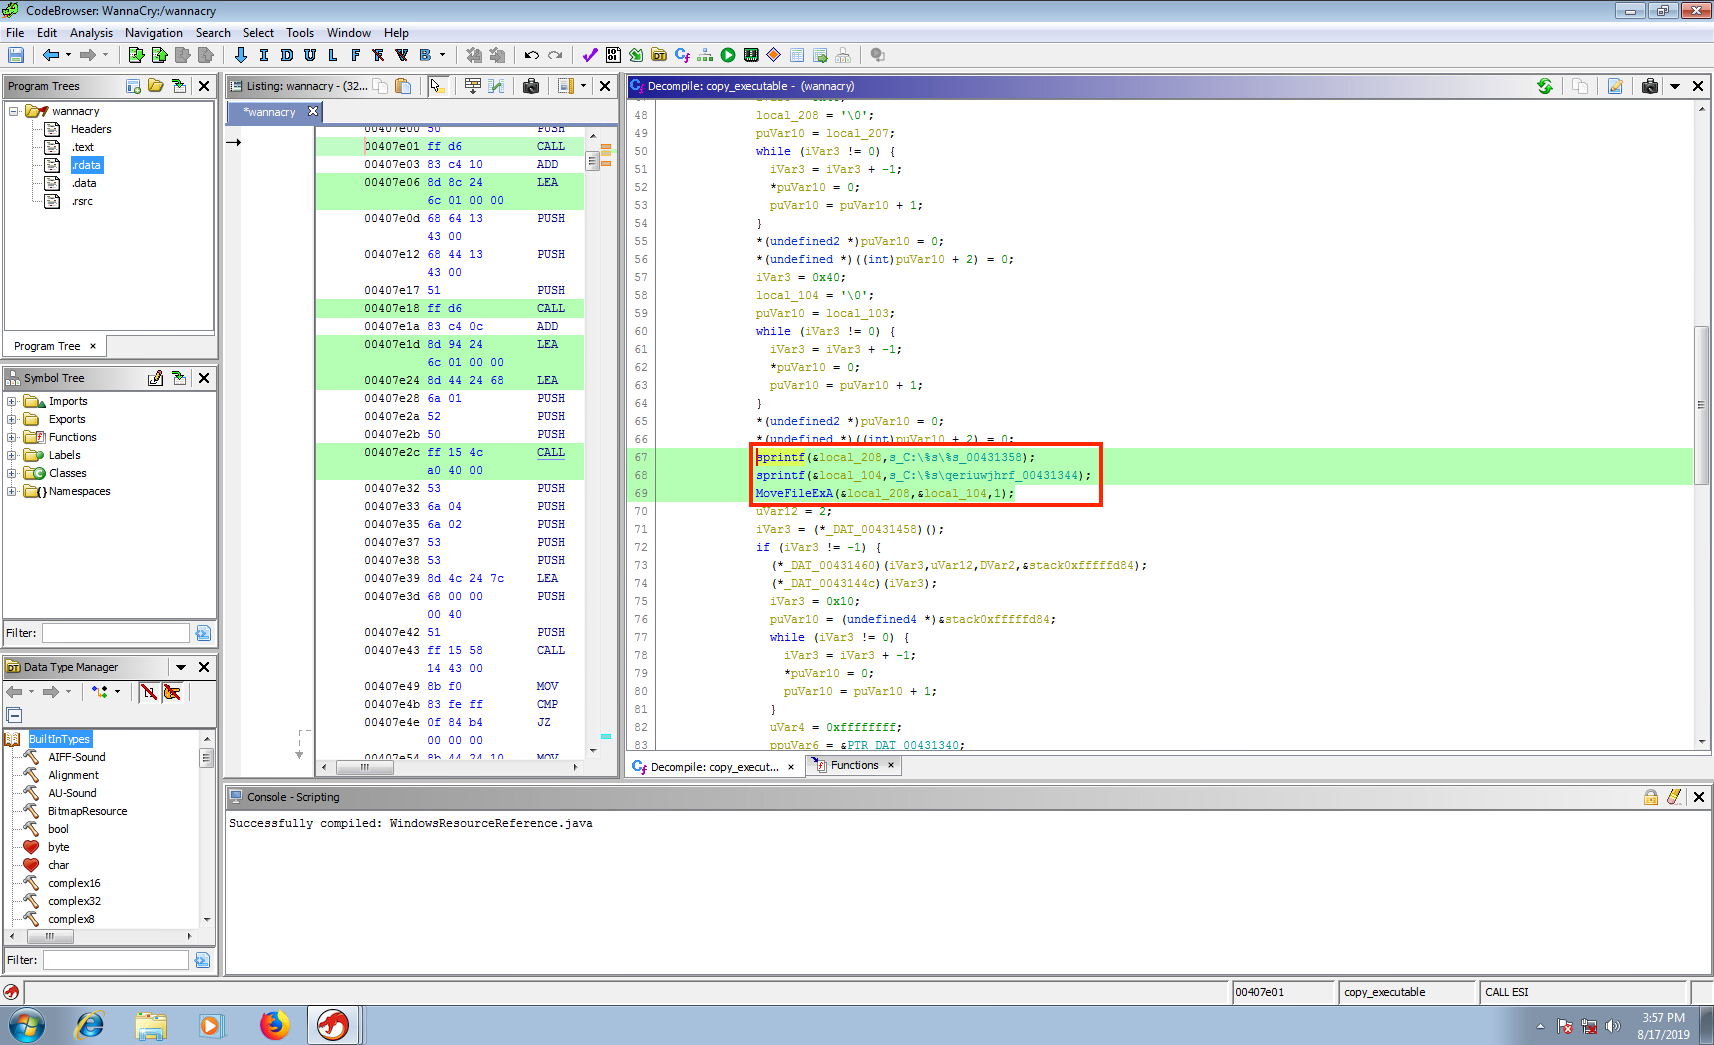 CodeBrowser: WannaCry:/wannacry
File Edit Analysis Navigation Search Select Tools Window Help
I D U L F R V B
Program Trees
wannacry
Headers
.text
.rdata
.data
.rsrc
Program Tree ×
Symbol Tree
Imports
Exports
Functions
Labels
Classes
Namespaces
Filter:
Data Type Manager
BuiltInTypes
AIFF-Sound
Alignment
AU-Sound
BitmapResource
bool
byte
char
complex16
complex32
complex8
Filter:
Listing: wannacry - (32...
*wannacry
00407e00 50 PUSH
00407e01 ff d6 CALL
00407e03 83 c4 10 ADD
00407e06 8d 8c 24 LEA
6c 01 00 00
00407e0d 68 64 13 PUSH
43 00
00407e12 68 44 13 PUSH
43 00
00407e17 51 PUSH
00407e18 ff d6 CALL
00407e1a 83 c4 0c ADD
00407e1d 8d 94 24 LEA
6c 01 00 00
00407e24 8d 44 24 68 LEA
00407e28 6a 01 PUSH
00407e2a 52 PUSH
00407e2b 50 PUSH
00407e2c ff 15 4c CALL
a0 40 00
00407e32 53 PUSH
00407e33 6a 04 PUSH
00407e35 6a 02 PUSH
00407e37 53 PUSH
00407e38 53 PUSH
00407e39 8d 4c 24 7c LEA
00407e3d 68 00 00 PUSH
00 40
00407e42 51 PUSH
00407e43 ff 15 58 CALL
14 43 00
00407e49 8b f0 MOV
00407e4b 83 fe ff CMP
00407e4e 0f 84 b4 JZ
00 00 00
00407e54 8b 44 24 10 MOV
Decompile: copy_executable - (wannacry)
48 local_208 = '\0';
49 puVar10 = local_207;
50 while (iVar3 != 0) {
51 iVar3 = iVar3 + -1;
52 *puVar10 = 0;
53 puVar10 = puVar10 + 1;
54 }
55 *(undefined2 *)puVar10 = 0;
56 *(undefined *)((int)puVar10 + 2) = 0;
57 iVar3 = 0x40;
58 local_104 = '\0';
59 puVar10 = local_103;
60 while (iVar3 != 0) {
61 iVar3 = iVar3 + -1;
62 *puVar10 = 0;
63 puVar10 = puVar10 + 1;
64 }
65 *(undefined2 *)puVar10 = 0;
66 *(undefined *)((int)puVar10 + 2) = 0;
67 sprintf(&local_208,s_C:\%s\%s_00431358);
68 sprintf(&local_104,s_C:\%s\qeriuwjhrf_00431344);
69 MoveFileExA(&local_208,&local_104,1);
70 uVar12 = 2;
71 iVar3 = (*_DAT_00431458)();
72 if (iVar3 != -1) {
73 (*_DAT_00431460)(iVar3,uVar12,DVar2,&stack0xfffffd84);
74 (*_DAT_0043144c)(iVar3);
75 iVar3 = 0x10;
76 puVar10 = (undefined4 *)&stack0xfffffd84;
77 while (iVar3 != 0) {
78 iVar3 = iVar3 + -1;
79 *puVar10 = 0;
80 puVar10 = puVar10 + 1;
81 }
82 uVar4 = 0xffffffff;
83 ppuVar6 = &PTR_DAT_00431340;
Decompile: copy_execut... × Functions ×
Console - Scripting
Successfully compiled: WindowsResourceReference.java
00407e01 copy_executable CALL ESI
3:57 PM
8/17/2019